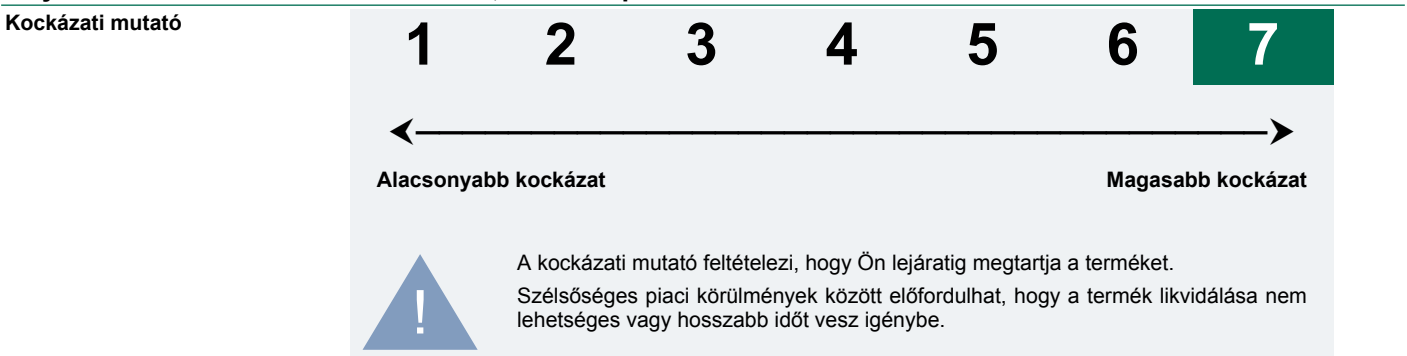 Kockázati mutató
1 2 3 4 5 6 7
Alacsonyabb kockázat Magasabb kockázat
A kockázati mutató feltételezi, hogy Ön lejáratig megtartja a terméket.
! Szélsőséges piaci körülmények között előfordulhat, hogy a termék likvidálása nem
lehetséges vagy hosszabb időt vesz igénybe.